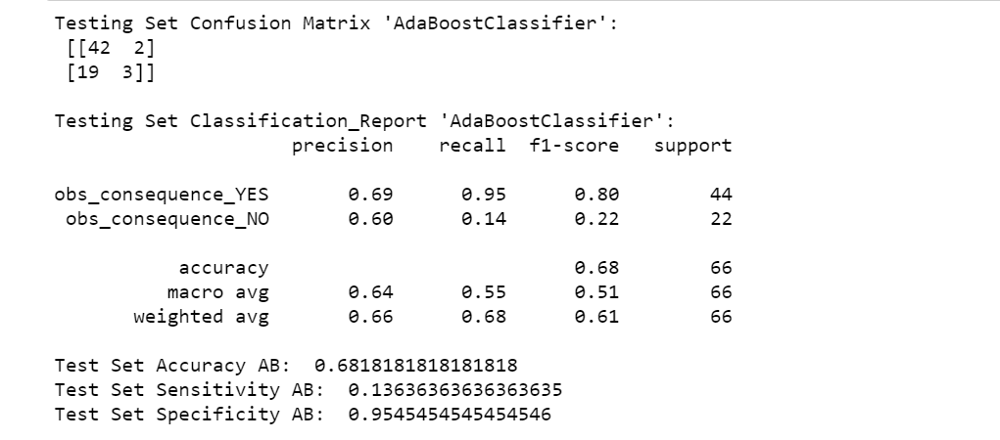 Testing Set Confusion Matrix 'AdaBoostClassifier':
[[42 2]
[19 3]]
Testing Set Classification_Report 'AdaBoostClassifier':
precision recall f1-score support
obs_consequence_YES 0.69 0.95 0.80 44
obs_consequence_NO 0.60 0.14 0.22 22
accuracy 0.68 66
macro avg 0.64 0.55 0.51 66
weighted avg 0.66 0.68 0.61 66
Test Set Accuracy AB: 0.6818181818181818
Test Set Sensitivity AB: 0.13636363636363635
Test Set Specificity AB: 0.9545454545454546